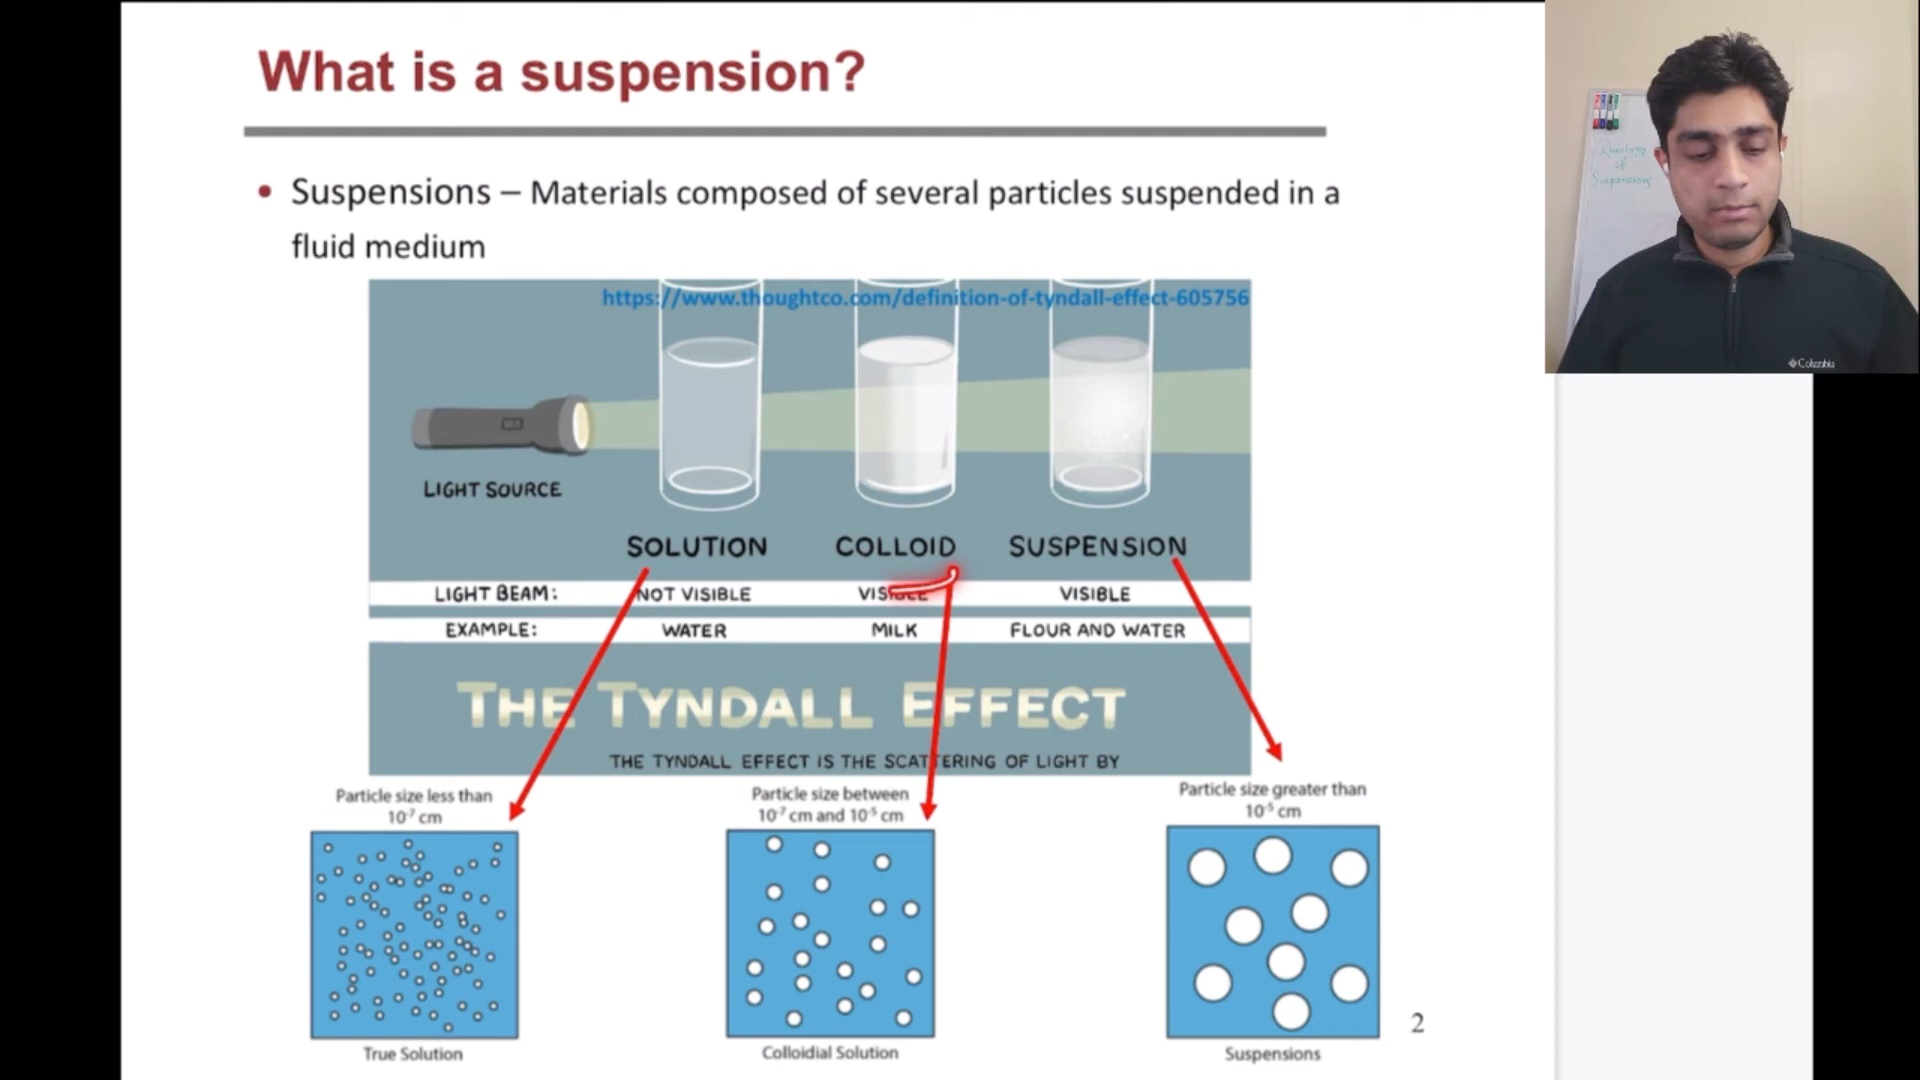 What is a suspension?
• Suspensions – Materials composed of several particles suspended in a
fluid medium
https://www.thoughtco.com/definition-of-tyndall-effect-605756
LIGHT SOURCE
SOLUTION COLLOID SUSPENSION
LIGHT BEAM: NOT VISIBLE VISIBLE VISIBLE
EXAMPLE: WATER MILK FLOUR AND WATER
THE TYNDALL EFFECT
THE TYNDALL EFFECT IS THE SCATTERING OF LIGHT BY
Particle size less than
10⁻⁷ cm
True Solution
Particle size between
10⁻⁷ cm and 10⁻⁵ cm
Colloidial Solution
Particle size greater than
10⁻⁵ cm
Suspensions
2
Rheology
of
Suspensions
Columbia